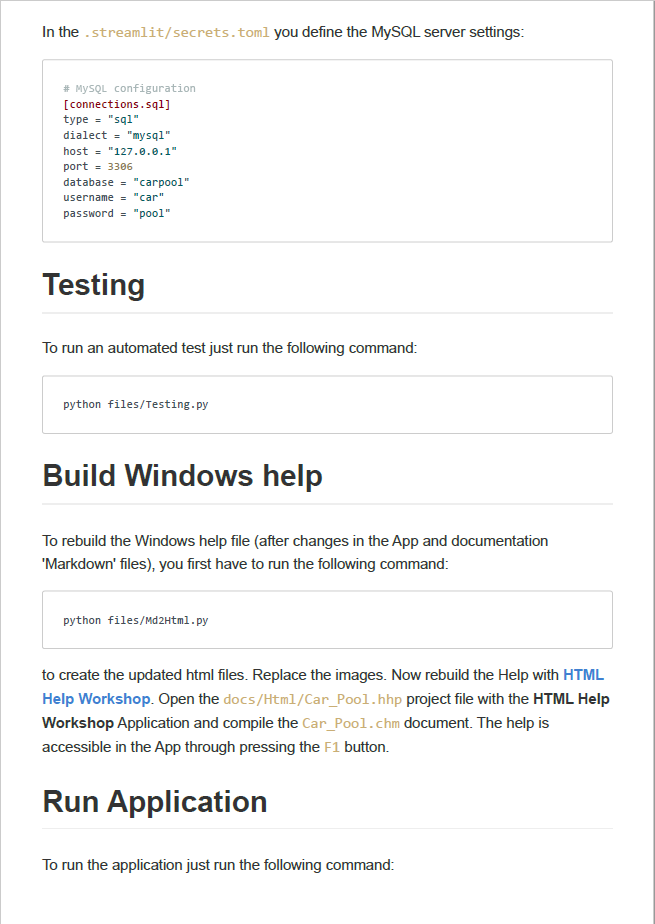 In the .streamlit/secrets.toml you define the MySQL server settings:
# MySQL configuration
[connections.sql]
type = "sql"
dialect = "mysql"
host = "127.0.0.1"
port = 3306
database = "carpool"
username = "car"
password = "pool"
Testing
To run an automated test just run the following command:
python files/Testing.py
Build Windows help
To rebuild the Windows help file (after changes in the App and documentation
'Markdown' files), you first have to run the following command:
python files/Md2Html.py
to create the updated html files. Replace the images. Now rebuild the Help with HTML
Help Workshop. Open the docs/Html/Car_Pool.hhp project file with the HTML Help
Workshop Application and compile the Car_Pool.chm document. The help is
accessible in the App through pressing the F1 button.
Run Application
To run the application just run the following command: